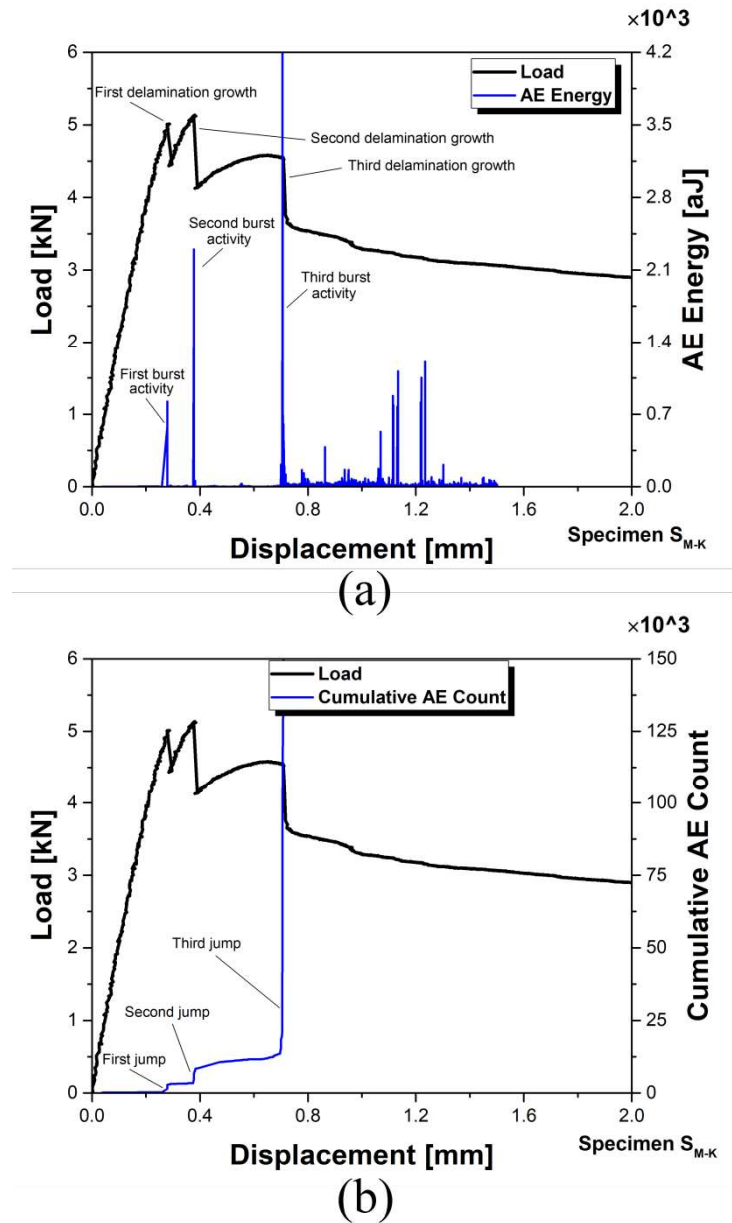 ×10^3
6
5
4
3
2
1
0
Load [kN]
4.2
3.5
2.8
2.1
1.4
0.7
0.0
AE Energy [aJ]
Load
AE Energy
First delamination growth
Second delamination growth
Third delamination growth
Second burst
activity
Third burst
activity
First burst
activity
0.0 0.4 0.8 1.2 1.6 2.0
Displacement [mm]
Specimen S_M-K
(a)
×10^3
6
5
4
3
2
1
0
Load [kN]
150
125
100
75
50
25
0
Cumulative AE Count
Load
Cumulative AE Count
Third jump
Second jump
First jump
0.0 0.4 0.8 1.2 1.6 2.0
Displacement [mm]
Specimen S_M-K
(b)